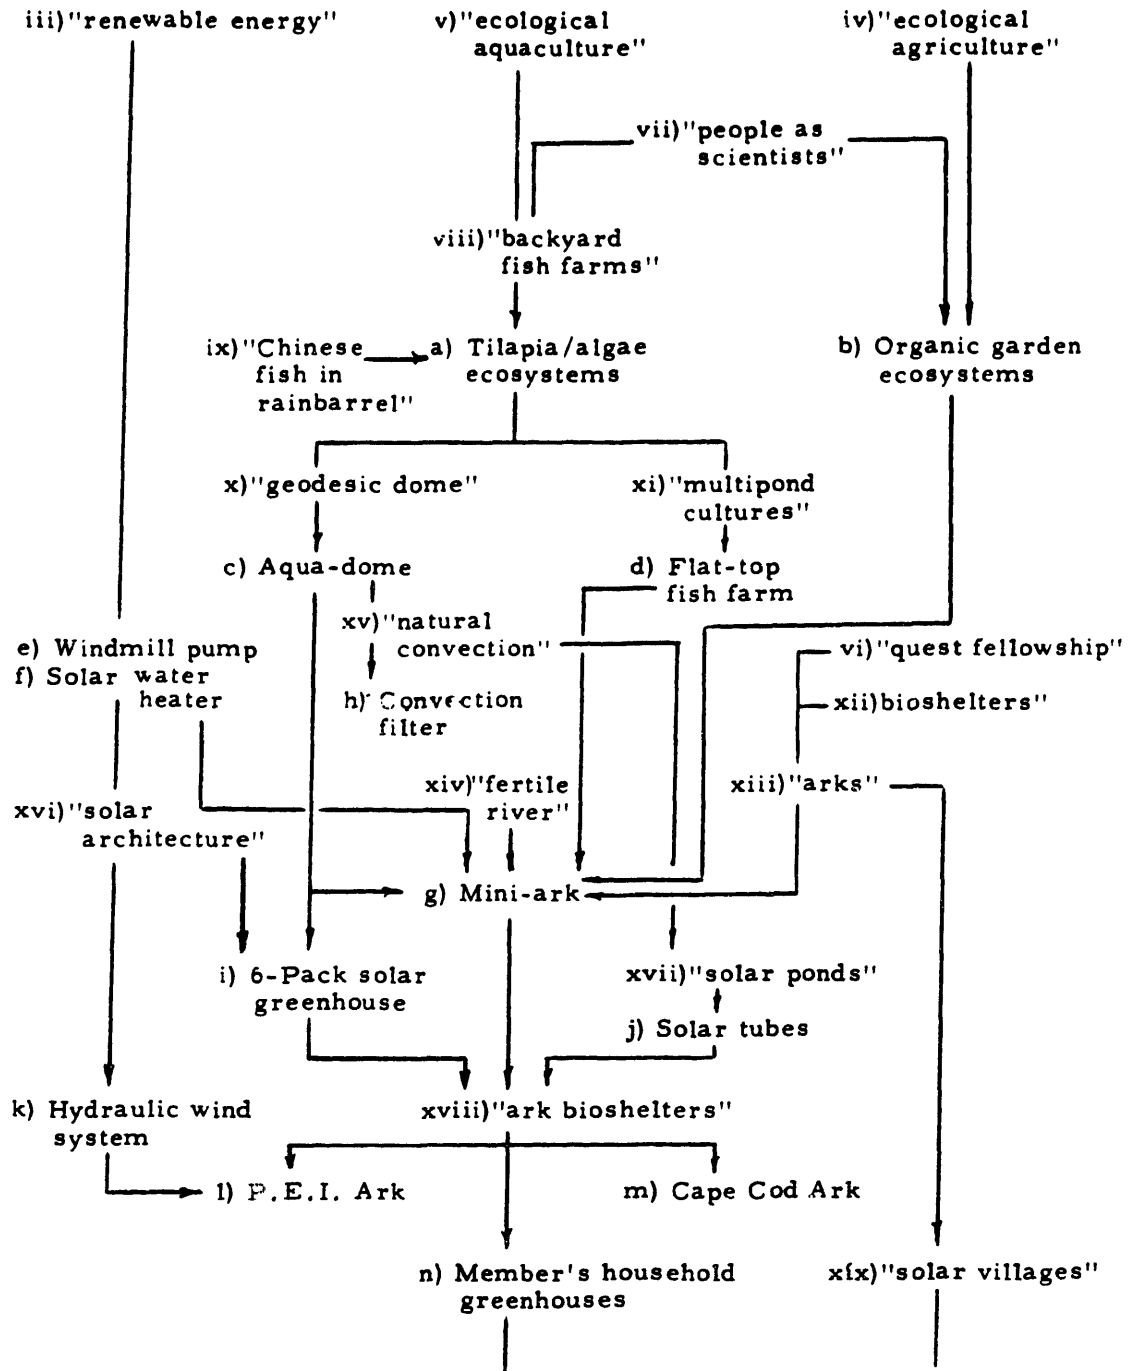 iii)"renewable energy"
v)"ecological
aquaculture"
iv)"ecological
agriculture"
vii)"people as
scientists"
viii)"backyard
fish farms"
ix)"Chinese
fish in
rainbarrel"
a) Tilapia/algae
ecosystems
b) Organic garden
ecosystems
x)"geodesic dome"
xi)"multipond
cultures"
c) Aqua-dome
d) Flat-top
fish farm
xv)"natural
convection"
e) Windmill pump
f) Solar water
heater
vi)"quest fellowship"
h) Convection
filter
xii)bioshelters"
xiv)"fertile
river"
xiii)"arks"
xvi)"solar
architecture"
g) Mini-ark
i) 6-Pack solar
greenhouse
xvii)"solar ponds"
j) Solar tubes
k) Hydraulic wind
system
xviii)"ark bioshelters"
l) P.E.I. Ark
m) Cape Cod Ark
n) Member's household
greenhouses
xix)"solar villages"